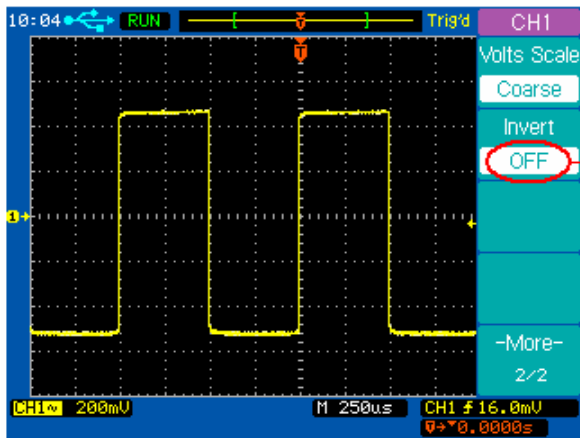 10:04 RUN T Trig'd CH1
T
Volts Scale
Coarse
Invert
OFF
1
-More-
2/2
CH1~ 200mV M 250us CH1 16.0mV
T→▼0.0000s